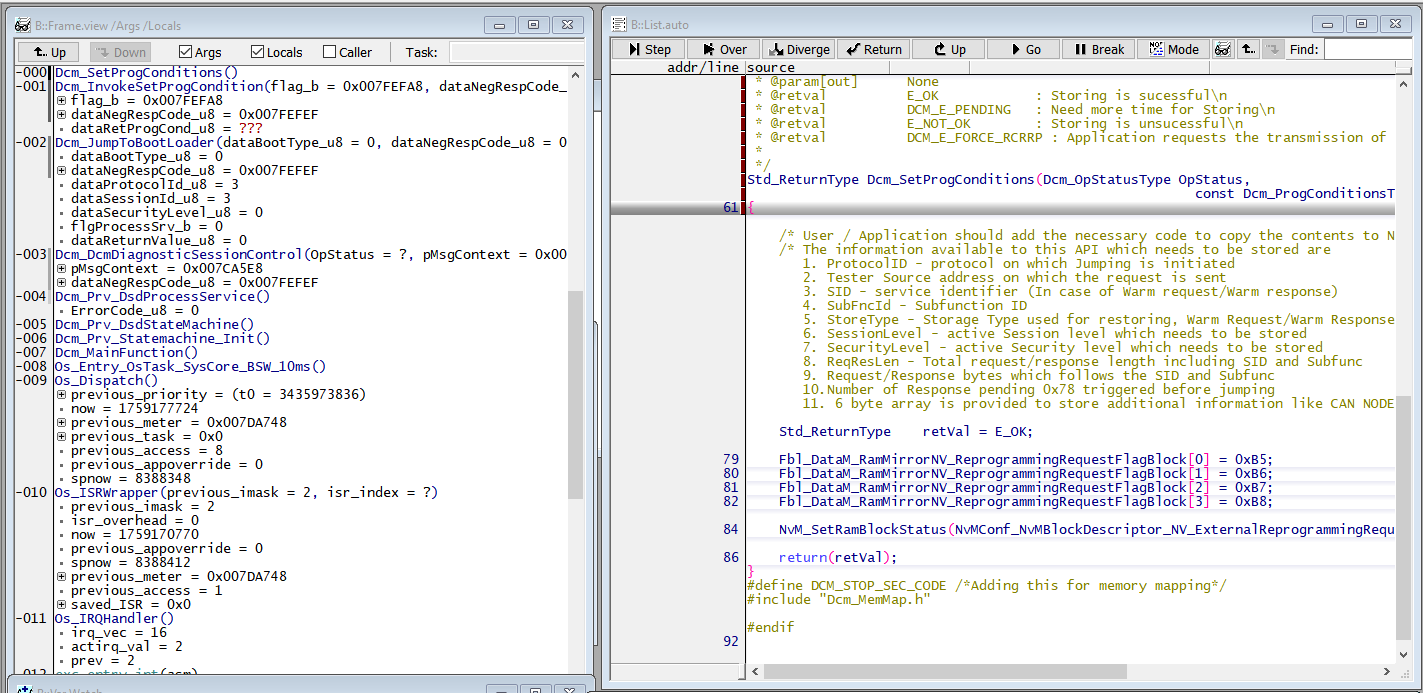 B::Frame.view /Args /Locals
Up Down Args Locals Caller Task:
-000 Dcm_SetProgConditions()
-001 Dcm_InvokeSetProgCondition(flag_b = 0x007FEFA8, dataNegRespCode_
flag_b = 0x007FEFA8
dataNegRespCode_u8 = 0x007FEFEF
dataRetProgCond_u8 = ???
-002 Dcm_JumpToBootLoader(dataBootType_u8 = 0, dataNegRespCode_u8 = 0
dataBootType_u8 = 0
dataNegRespCode_u8 = 0x007FEFEF
dataProtocolId_u8 = 3
dataSessionId_u8 = 3
dataSecurityLevel_u8 = 0
flgProcessSrv_b = 0
dataReturnValue_u8 = 0
-003 Dcm_DcmDiagnosticSessionControl(OpStatus = ?, pMsgContext = 0x00
pMsgContext = 0x007CA5E8
dataNegRespCode_u8 = 0x007FEFEF
-004 Dcm_Prv_DsdProcessService()
ErrorCode_u8 = 0
-005 Dcm_Prv_DsdStateMachine()
-006 Dcm_Prv_Statemachine_Init()
-007 Dcm_MainFunction()
-008 Os_Entry_OsTask_SysCore_BSW_10ms()
-009 Os_Dispatch()
previous_priority = (t0 = 3435973836)
now = 1759177724
previous_meter = 0x007DA748
previous_task = 0x0
previous_access = 8
previous_appoverride = 0
spnow = 8388348
-010 Os_ISRWrapper(previous_imask = 2, isr_index = ?)
previous_imask = 2
isr_overhead = 0
now = 1759170770
previous_appoverride = 0
spnow = 8388412
previous_meter = 0x007DA748
previous_access = 1
saved_ISR = 0x0
-011 Os_IRQHandler()
irq_vec = 16
actirq_val = 2
prev = 2
B::List.auto
Step Over Diverge Return Up Go Break Mode Find:
addr/line source
* @param[out] None
* @retval E_OK : Storing is sucessful\n
* @retval DCM_E_PENDING : Need more time for Storing\n
* @retval E_NOT_OK : Storing is unsucessful\n
* @retval DCM_E_FORCE_RCRRP : Application requests the transmission of
*
*/
Std_ReturnType Dcm_SetProgConditions(Dcm_OpStatusType OpStatus,
const Dcm_ProgConditionsT
61 {
/* User / Application should add the necessary code to copy the contents to N
/* The information available to this API which needs to be stored are
1. ProtocolID - protocol on which Jumping is initiated
2. Tester Source address on which the request is sent
3. SID - service identifier (In case of Warm request/Warm response)
4. SubFncId - Subfunction ID
5. StoreType - Storage Type used for restoring, Warm Request/Warm Response
6. SessionLevel - active Session level which needs to be stored
7. SecurityLevel - active Security level which needs to be stored
8. ReqResLen - Total request/response length including SID and Subfunc
9. Request/Response bytes which follows the SID and Subfunc
10.Number of Response pending 0x78 triggered before jumping
11. 6 byte array is provided to store additional information like CAN NODE
Std_ReturnType retVal = E_OK;
79 Fbl_DataM_RamMirrorNV_ReprogrammingRequestFlagBlock[0] = 0xB5;
80 Fbl_DataM_RamMirrorNV_ReprogrammingRequestFlagBlock[1] = 0xB6;
81 Fbl_DataM_RamMirrorNV_ReprogrammingRequestFlagBlock[2] = 0xB7;
82 Fbl_DataM_RamMirrorNV_ReprogrammingRequestFlagBlock[3] = 0xB8;
84 NvM_SetRamBlockStatus(NvMConf_NvMBlockDescriptor_NV_ExternalReprogrammingRequ
86 return(retVal);
}
#define DCM_STOP_SEC_CODE /*Adding this for memory mapping*/
#include "Dcm_MemMap.h"
#endif
92